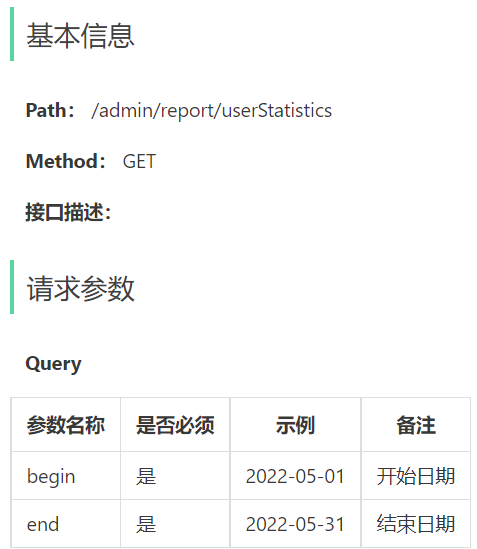 基本信息
Path： /admin/report/userStatistics
Method： GET
接口描述：
请求参数
Query
参数名称 是否必须 示例 备注
begin 是 2022-05-01 开始日期
end 是 2022-05-31 结束日期